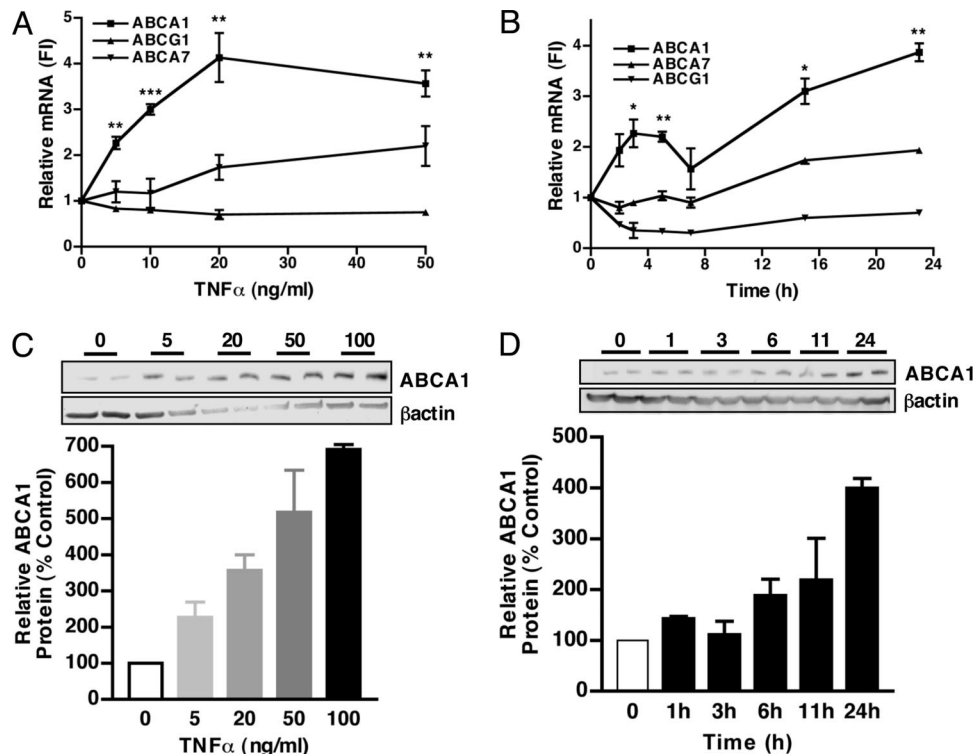 A
ABCA1
ABCG1
ABCA7
Relative mRNA (FI)
5
4
3
2
1
0
**
***
**
**
0 10 20 30 40 50
TNFα (ng/ml)
B
ABCA1
ABCA7
ABCG1
Relative mRNA (FI)
4
3
2
1
0
*
**
*
**
0 4 8 12 16 20 24
Time (h)
C
0 5 20 50 100
ABCA1
βactin
Relative ABCA1
Protein (% Control)
700
600
500
400
300
200
100
0
0 5 20 50 100
TNFα (ng/ml)
D
0 1 3 6 11 24
ABCA1
βactin
Relative ABCA1
Protein (% Control)
500
400
300
200
100
0
0 1h 3h 6h 11h 24h
Time (h)